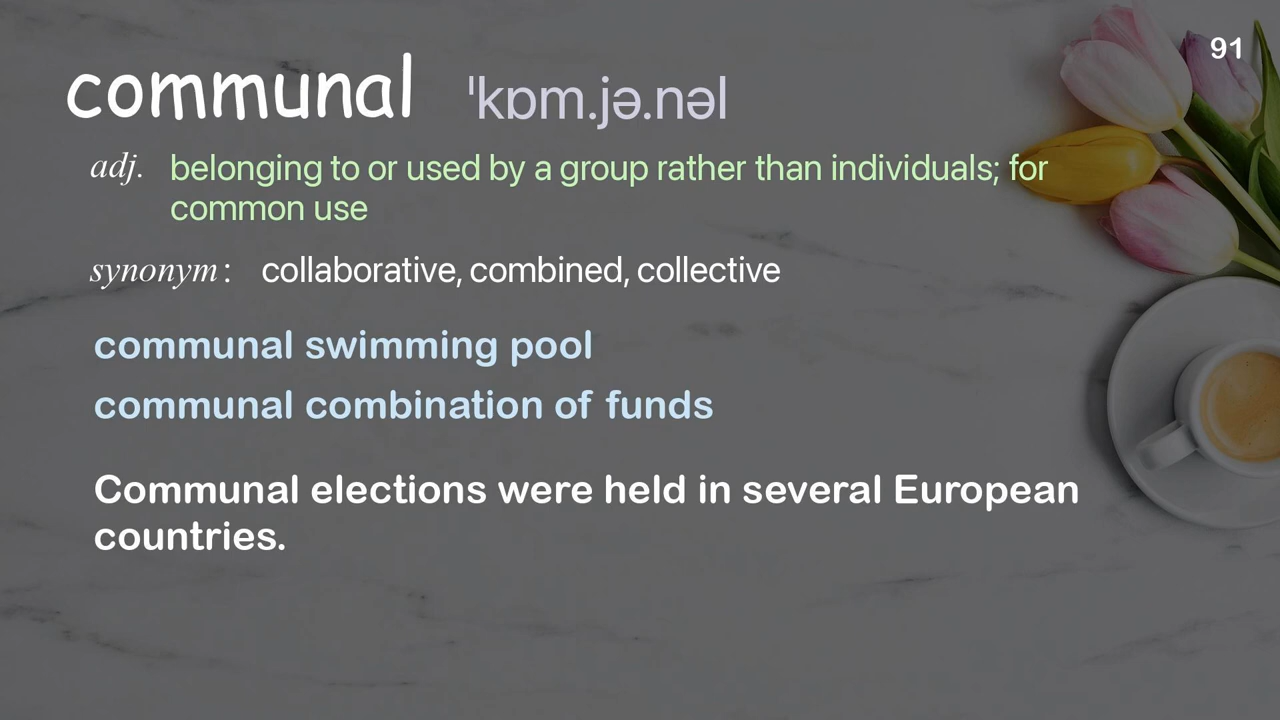 91
communal ˈkɒm.jə.nəl
adj. belonging to or used by a group rather than individuals; for
common use
synonym: collaborative, combined, collective
communal swimming pool
communal combination of funds
Communal elections were held in several European
countries.